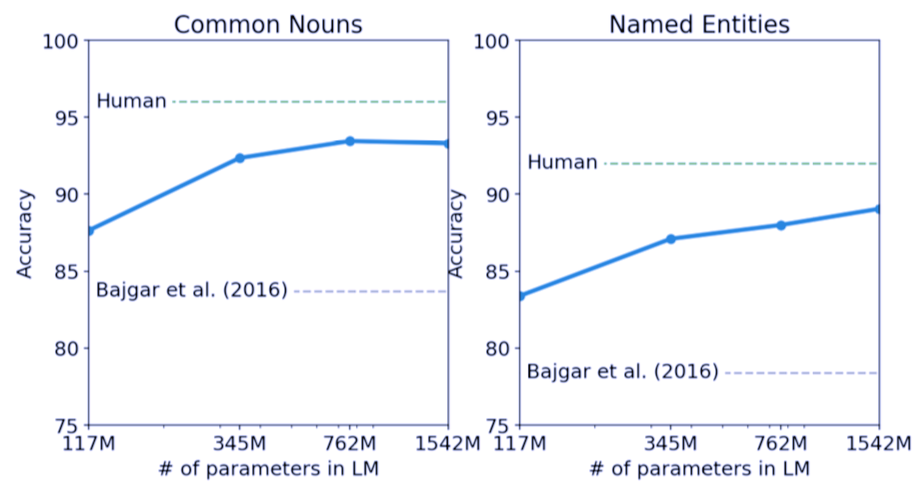 Common Nouns
100
95
90
85
80
75
Accuracy
Human
Bajgar et al. (2016)
117M 345M 762M 1542M
# of parameters in LM
Named Entities
100
95
90
85
80
75
Accuracy
Human
Bajgar et al. (2016)
117M 345M 762M 1542M
# of parameters in LM